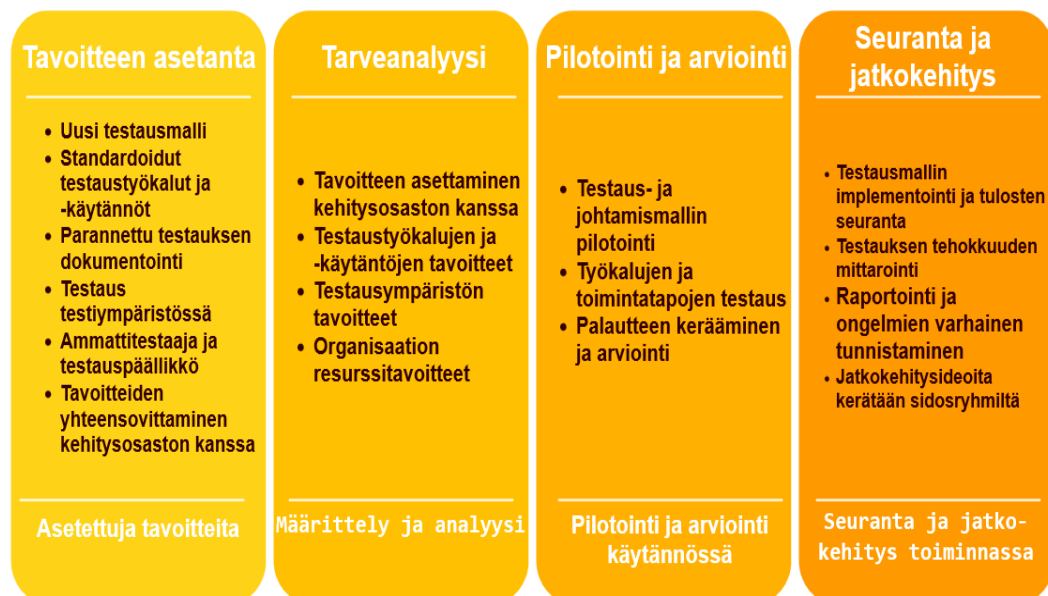 Tavoitteen asetanta
• Uusi testausmalli
• Standardoidut
testaustyökalut ja
-käytännöt
• Parannettu testauksen
dokumentointi
• Testaus
testiympäristössä
• Ammattitestaaja ja
testauspäällikkö
• Tavoitteiden
yhteensovittaminen
kehitysosaston kanssa
Asetettuja tavoitteita
Tarveanalyysi
• Tavoitteen asettaminen
kehitysosaston kanssa
• Testaustyökalujen ja
-käytäntöjen tavoitteet
• Testausympäristön
tavoitteet
• Organisaation
resurssitavoitteet
Määrittely ja analyysi
Pilotointi ja arviointi
• Testaus- ja
johtamismallin
pilotointi
• Työkalujen ja
toimintatapojen testaus
• Palautteen kerääminen
ja arviointi
Pilotointi ja arviointi
käytännössä
Seuranta ja
jatkokehitys
• Testausmallin
implementointi ja tulosten
seuranta
• Testauksen tehokkuuden
mittarointi
• Raportointi ja
ongelmien varhainen
tunnistaminen
• Jatkokehitysideoita
kerätään sidosryhmiltä
Seuranta ja jatko-
kehitys toiminnassa